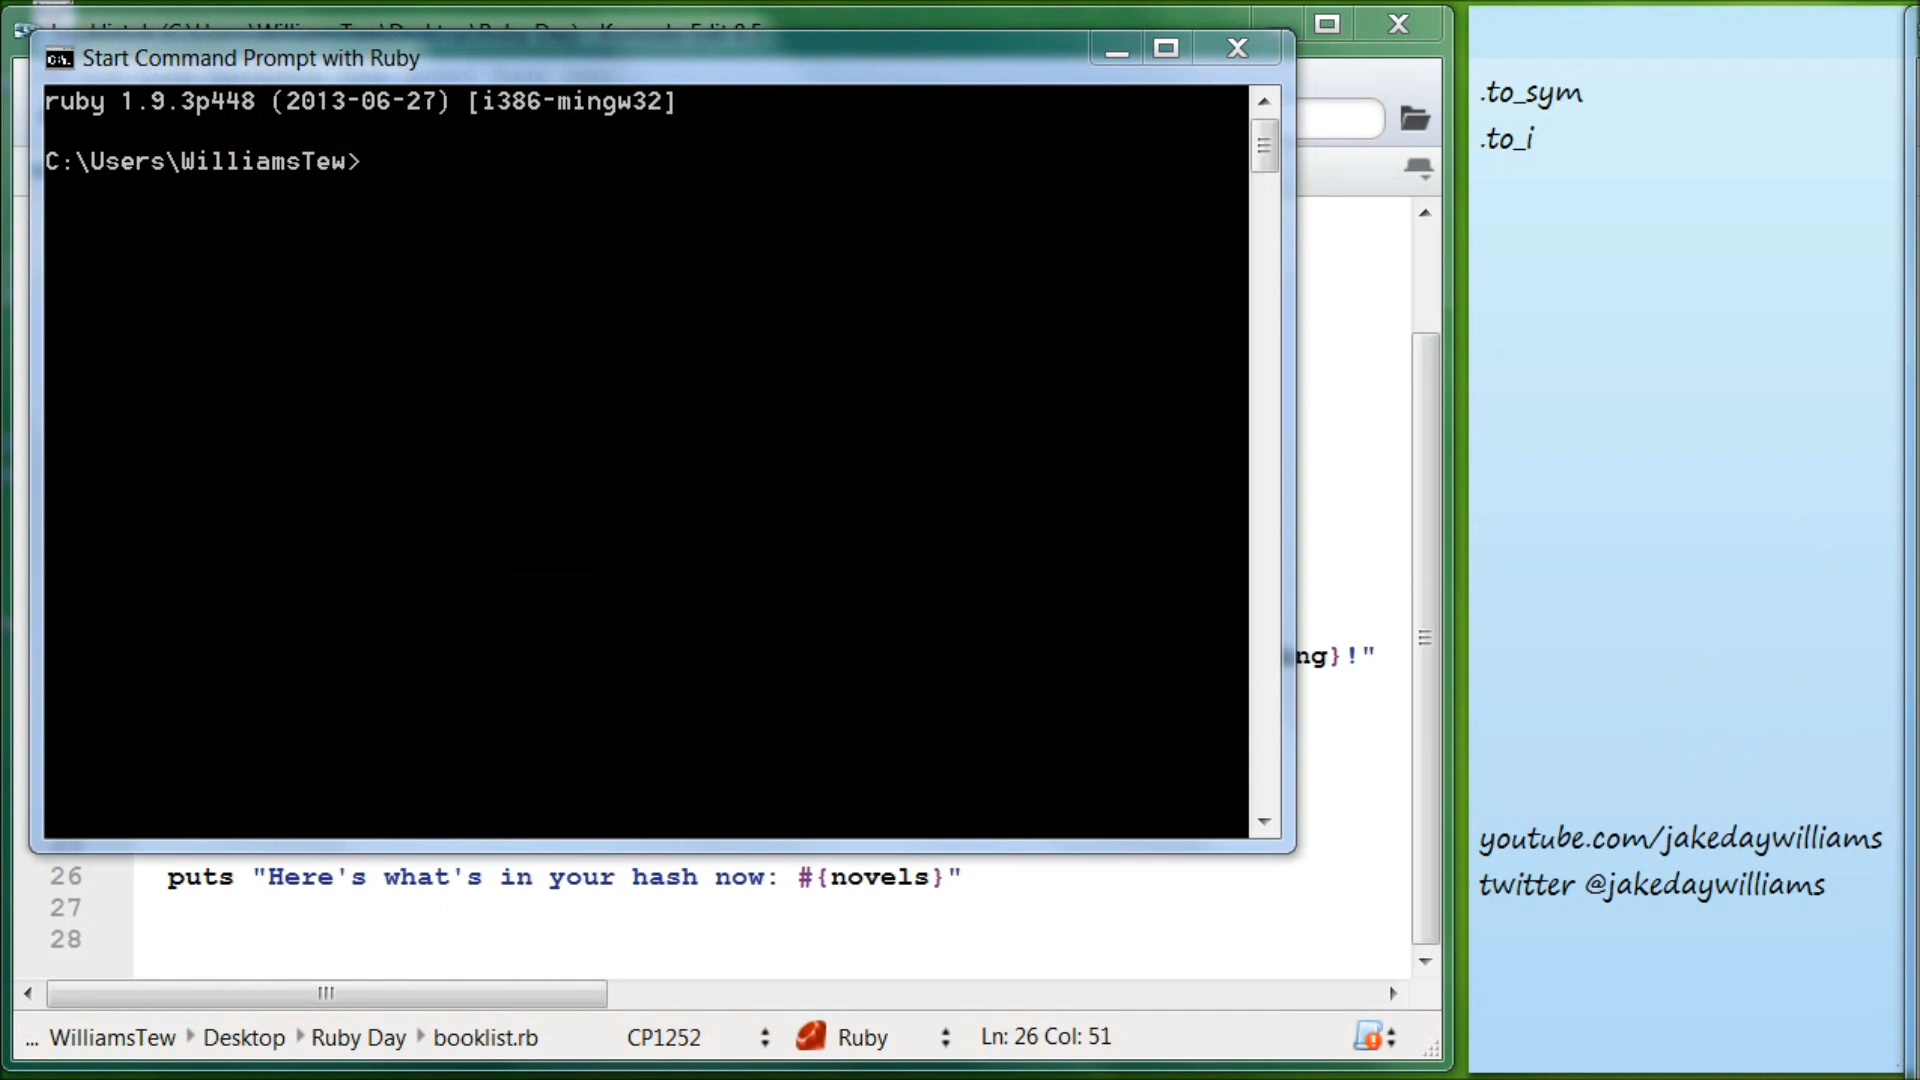 Start Command Prompt with Ruby
ruby 1.9.3p448 (2013-06-27) [i386-mingw32]
C:\Users\WilliamsTew>
ng}!"
26 puts "Here's what's in your hash now: #{novels}"
27
28
... WilliamsTew Desktop Ruby Day booklist.rb CP1252 Ruby Ln: 26 Col: 51
.to_sym
.to_i
youtube.com/jakedaywilliams
twitter @jakedaywilliams